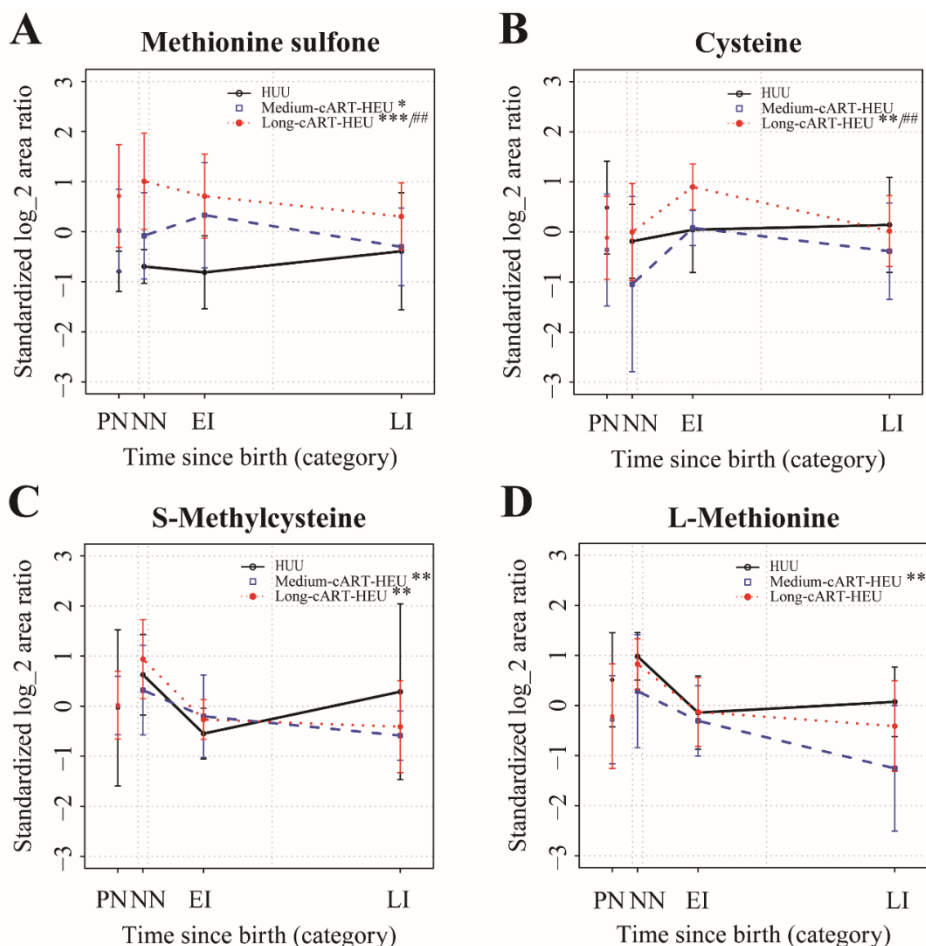 A
Methionine sulfone
Standardized log_2 area ratio
3
2
1
0
−1
−2
−3
HUU
Medium-cART-HEU *
Long-cART-HEU ***/##
PN NN EI LI
Time since birth (category)
B
Cysteine
Standardized log_2 area ratio
3
2
1
0
−1
−2
−3
HUU
Medium-cART-HEU
Long-cART-HEU **/##
PN NN EI LI
Time since birth (category)
C
S-Methylcysteine
Standardized log_2 area ratio
3
2
1
0
−1
−2
−3
HUU
Medium-cART-HEU **
Long-cART-HEU **
PN NN EI LI
Time since birth (category)
D
L-Methionine
Standardized log_2 area ratio
3
2
1
0
−1
−2
−3
HUU
Medium-cART-HEU **
Long-cART-HEU
PN NN EI LI
Time since birth (category)